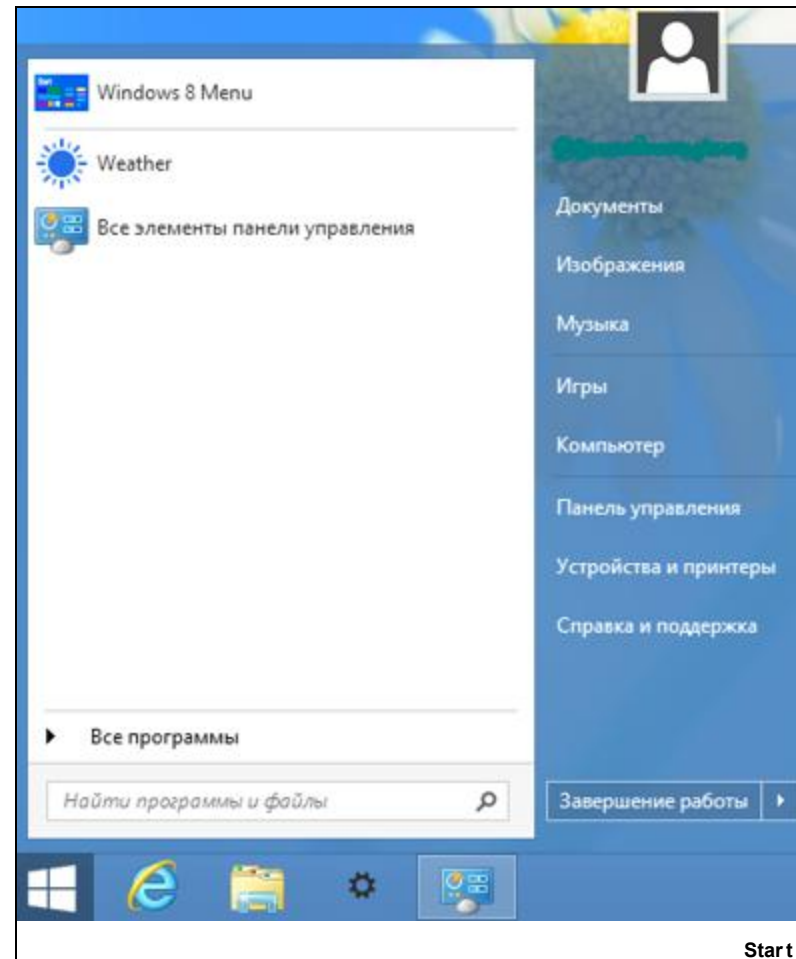 Windows 8 Menu
Weather
Все элементы панели управления
Все программы
Найти программы и файлы
Документы
Изображения
Музыка
Игры
Компьютер
Панель управления
Устройства и принтеры
Справка и поддержка
Завершение работы
Start